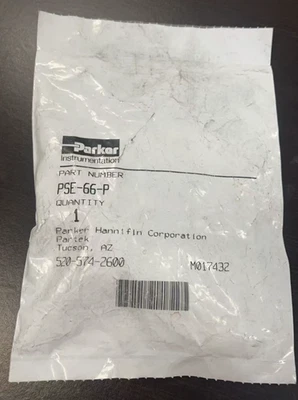 Parker
Instrumentation
PART NUMBER
PSE-66-P
QUANTITY
1
Parker Hannifin Corporation
Partek
Tucson, AZ
520-574-2600 M017432